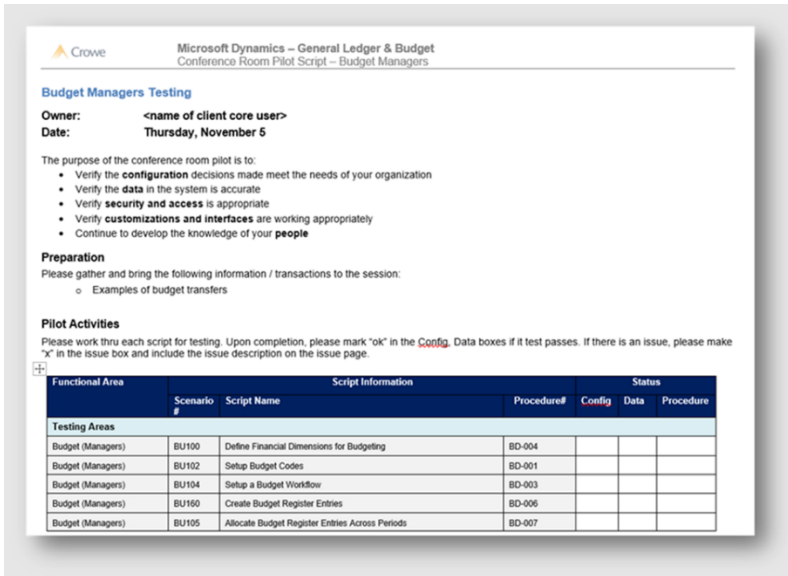 Crowe
Microsoft Dynamics – General Ledger & Budget
Conference Room Pilot Script – Budget Managers
Budget Managers Testing
Owner: <name of client core user>
Date: Thursday, November 5
The purpose of the conference room pilot is to:
• Verify the configuration decisions made meet the needs of your organization
• Verify the data in the system is accurate
• Verify security and access is appropriate
• Verify customizations and interfaces are working appropriately
• Continue to develop the knowledge of your people
Preparation
Please gather and bring the following information / transactions to the session:
o Examples of budget transfers
Pilot Activities
Please work thru each script for testing. Upon completion, please mark “ok” in the Config, Data boxes if it test passes. If there is an issue, please make
“x” in the issue box and include the issue description on the issue page.
Functional Area Script Information Status
Scenario # Script Name Procedure# Config Data Procedure
Testing Areas
Budget (Managers) BU100 Define Financial Dimensions for Budgeting BD-004
Budget (Managers) BU102 Setup Budget Codes BD-001
Budget (Managers) BU104 Setup a Budget Workflow BD-003
Budget (Managers) BU160 Create Budget Register Entries BD-006
Budget (Managers) BU105 Allocate Budget Register Entries Across Periods BD-007